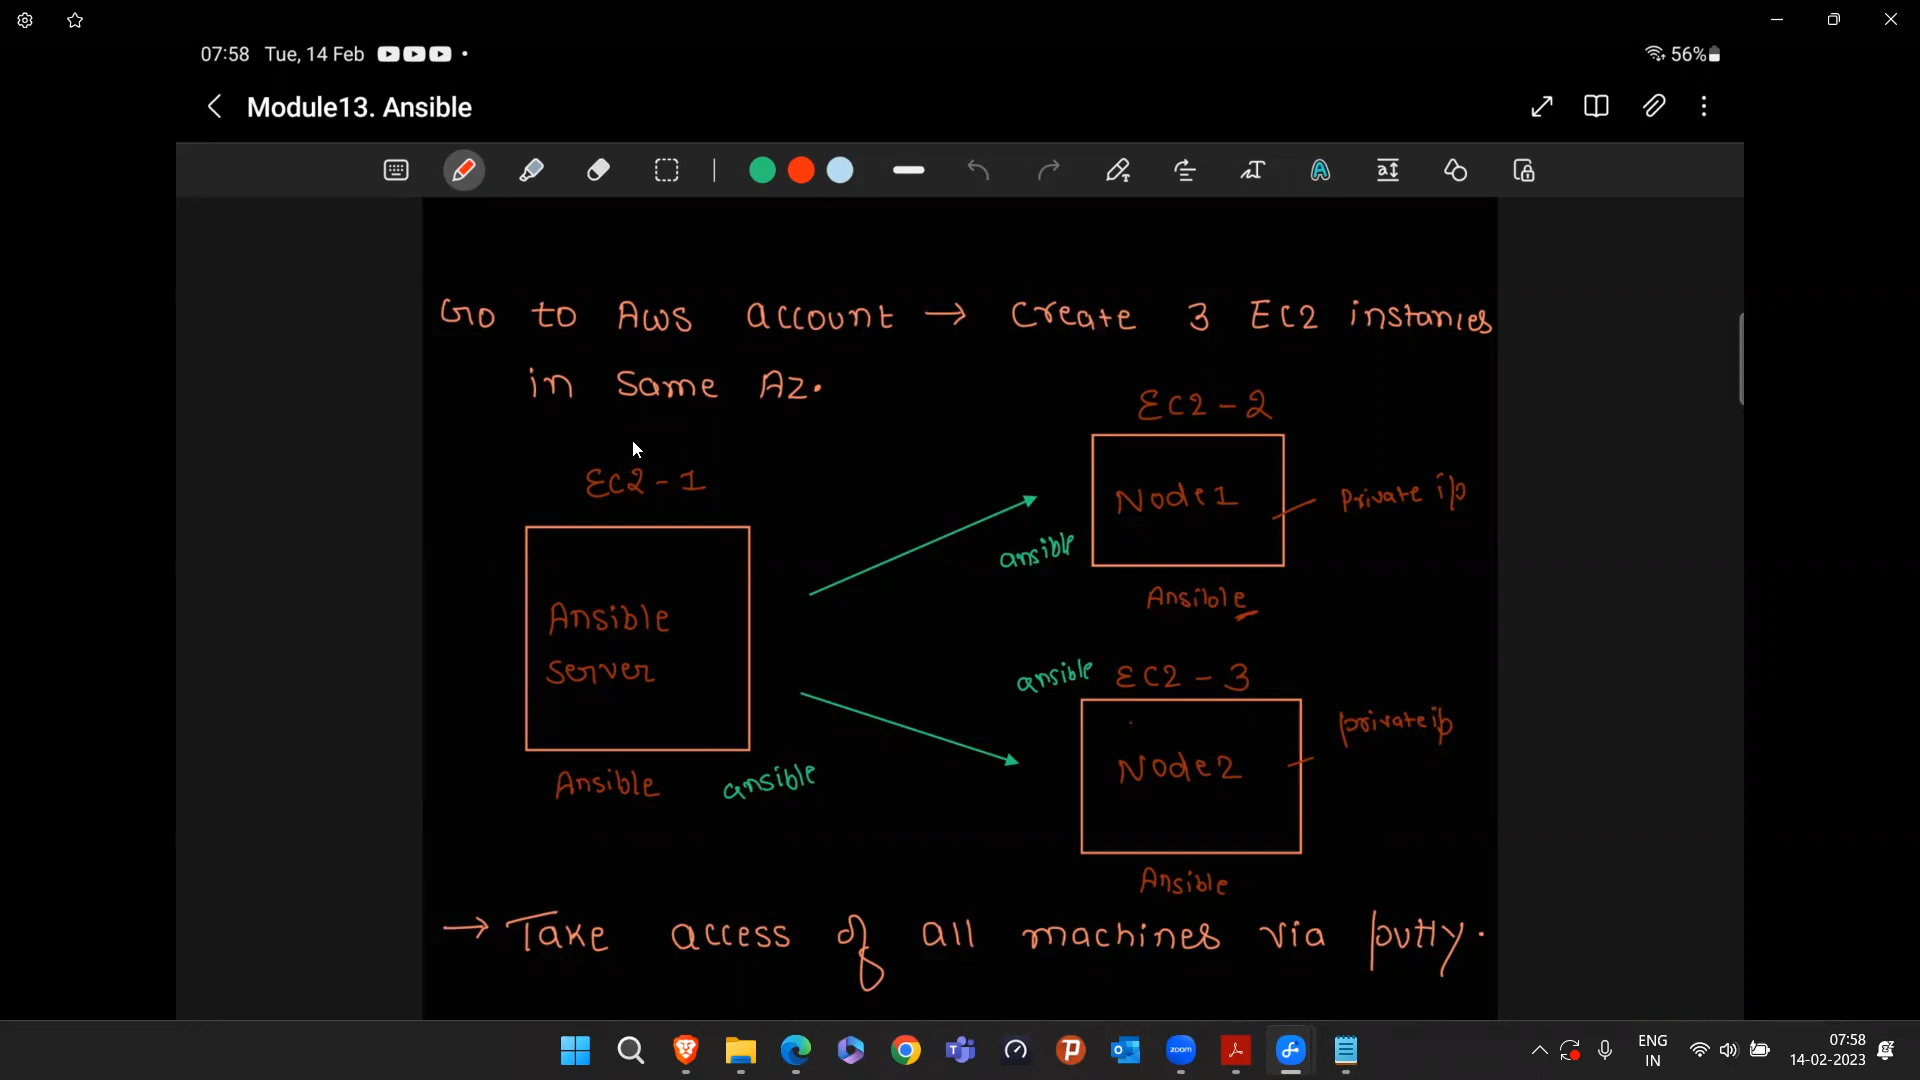 07:58 Tue, 14 Feb
56%
Module13. Ansible
Go to Aws account → Create 3 EC2 instances
in Same AZ.
EC2-2
EC2-1
Node1
Private ip
ansible
Ansible
Ansible
server
ansible
EC2-3
private ip
Node2
Ansible
ansible
Ansible
→ Take access of all machines via putty.
zoom
ENG
IN
07:58
14-02-2023